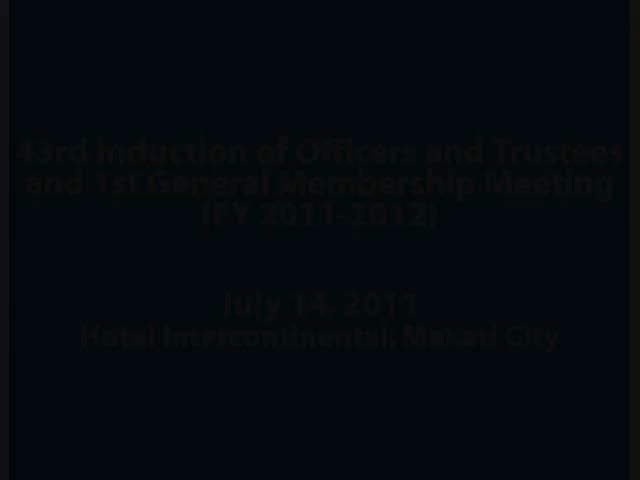 43rd Induction of Officers and Trustees
and 1st General Membership Meeting
(FY 2011-2012)
July 14, 2011
Hotel Intercontinental, Makati City